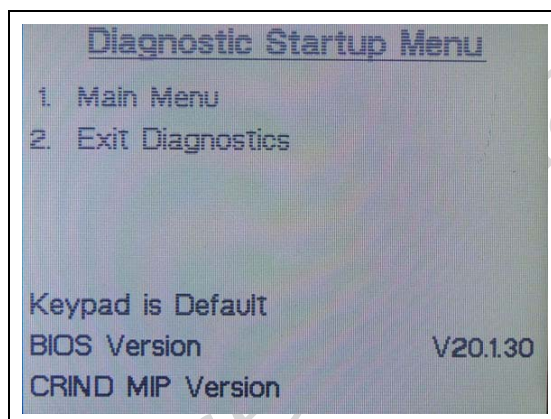 Diagnostic Startup Menu
1. Main Menu
2. Exit Diagnostics
Keypad is Default
BIOS Version V20.1.30
CRIND MIP Version